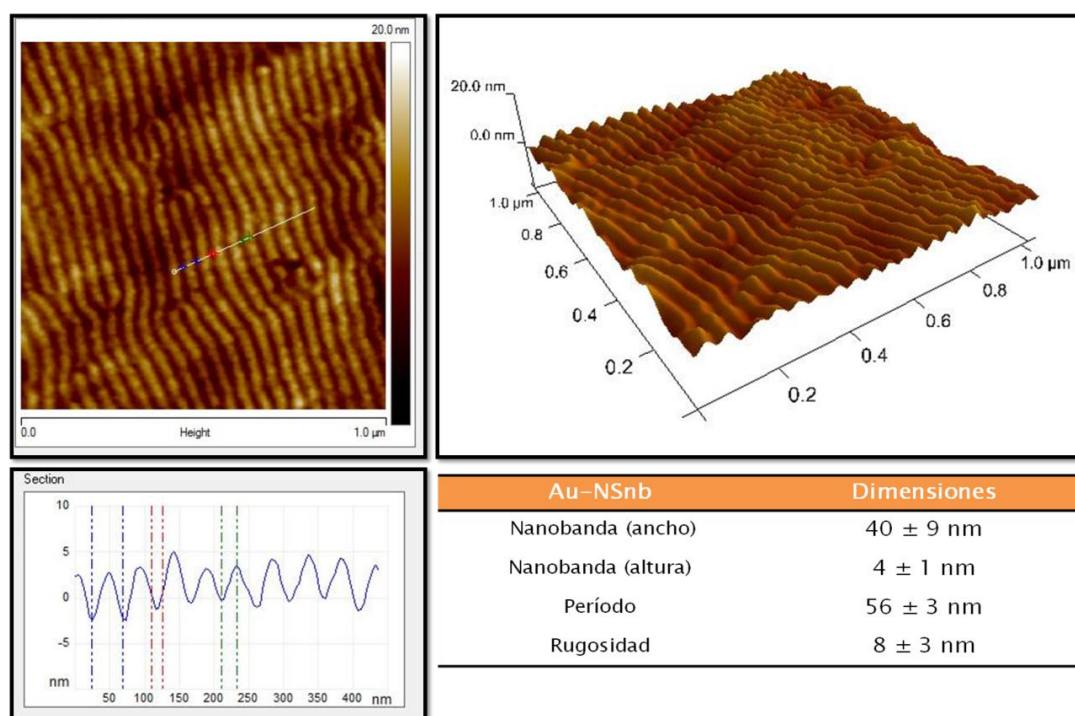 20.0 nm
0.0 Height 1.0 µm
20.0 nm
0.0 nm
1.0 µm
0.8
0.6
0.4
0.2
1.0 µm
0.8
0.6
0.4
0.2
Section
10
5
0
-5
nm
50 100 150 200 250 300 350 400 nm
Au-NSnb Dimensiones
Nanobanda (ancho) 40 ± 9 nm
Nanobanda (altura) 4 ± 1 nm
Período 56 ± 3 nm
Rugosidad 8 ± 3 nm